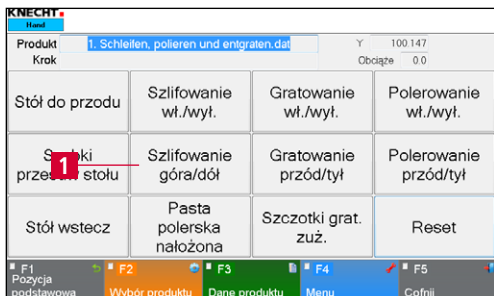 KNECHT
Hand
Produkt 1. Schleifen, polieren und entgraten.dat Y 100.147
Krok Obciąże 0.0
Stół do przodu
Szlifowanie
wł./wył.
Gratowanie
wł./wył.
Polerowanie
wł./wył.
1
stołu
Szlifowanie
góra/dół
Gratowanie
przód/tył
Polerowanie
przód/tył
Stół wstecz
Pasta
polerska
nałożona
Szczotki grat.
zuż.
Reset
F1
Pozycja
podstawowa
F2
Wybór produktu
F3
Dane produktu
F4
Menu
F5
Cofnij